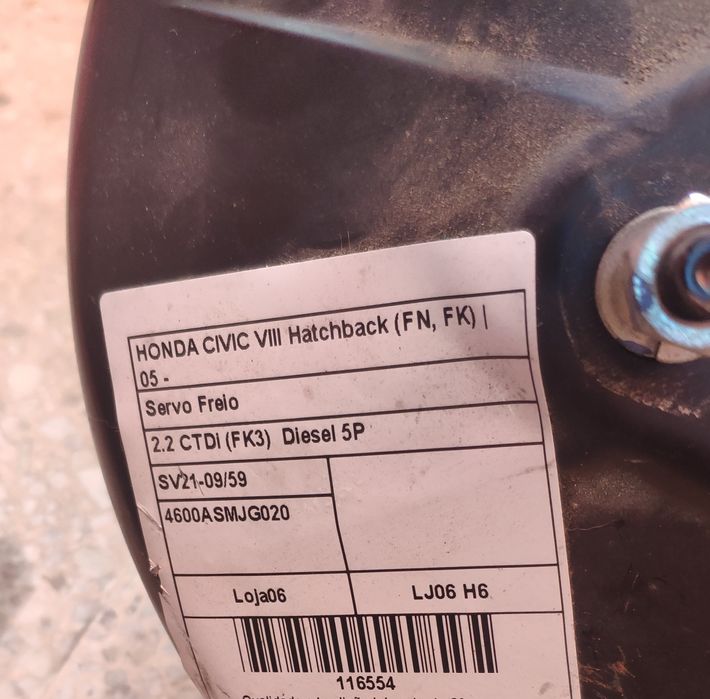 HONDA CIVIC VIII Hatchback (FN, FK) |
05 -
Servo Freio
2.2 CTDi (FK3) Diesel 5P
SV21-09/59
4600ASMJG020
Loja06
LJ06 H6
116554